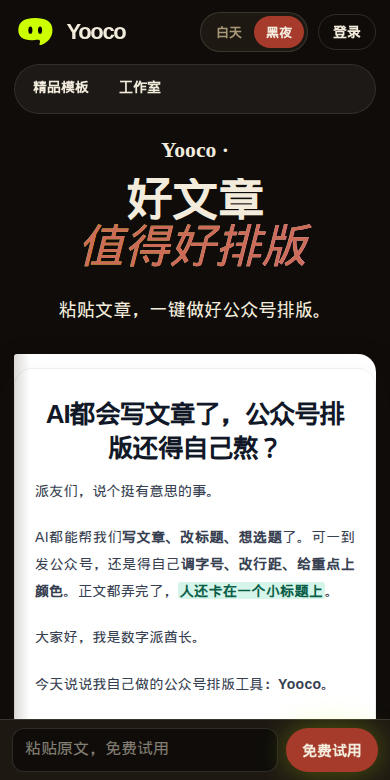 Yooco
白天 黑夜 登录
精品模板 工作室
Yooco ·
好文章
值得好排版
粘贴文章，一键做好公众号排版。
AI都会写文章了，公众号排
版还得自己熬？
派友们，说个挺有意思的事。
AI都能帮我们写文章、改标题、想选题了。可一到
发公众号，还是得自己调字号、改行距、给重点上
颜色。正文都弄完了，人还卡在一个小标题上。
大家好，我是数字派酋长。
今天说说我自己做的公众号排版工具：Yooco。
粘贴原文，免费试用 免费试用